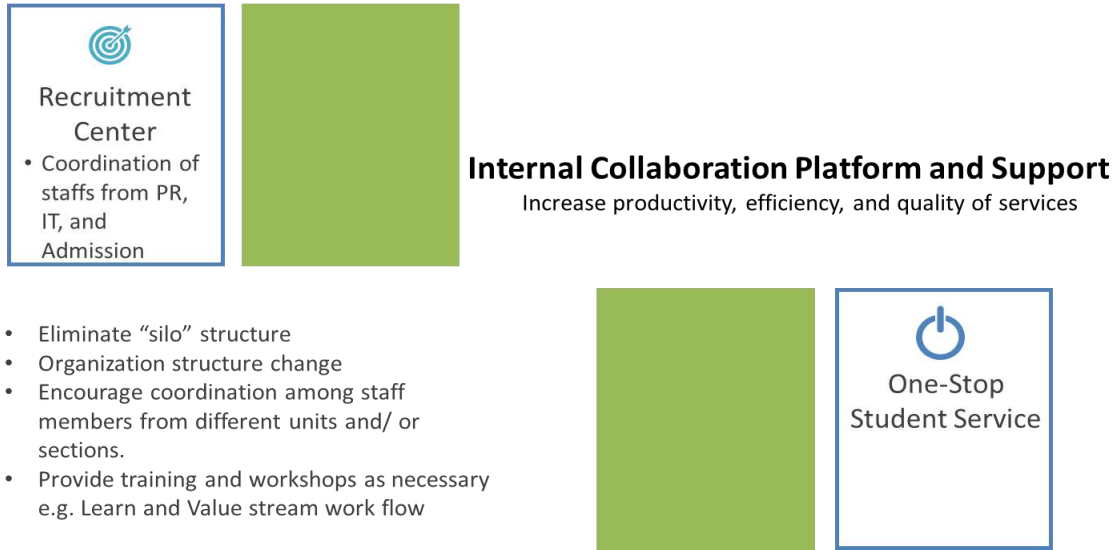 Recruitment
Center
• Coordination of
staffs from PR,
IT, and
Admission
Internal Collaboration Platform and Support
Increase productivity, efficiency, and quality of services
• Eliminate “silo” structure
• Organization structure change
• Encourage coordination among staff
members from different units and/ or
sections.
• Provide training and workshops as necessary
e.g. Learn and Value stream work flow
One-Stop
Student Service